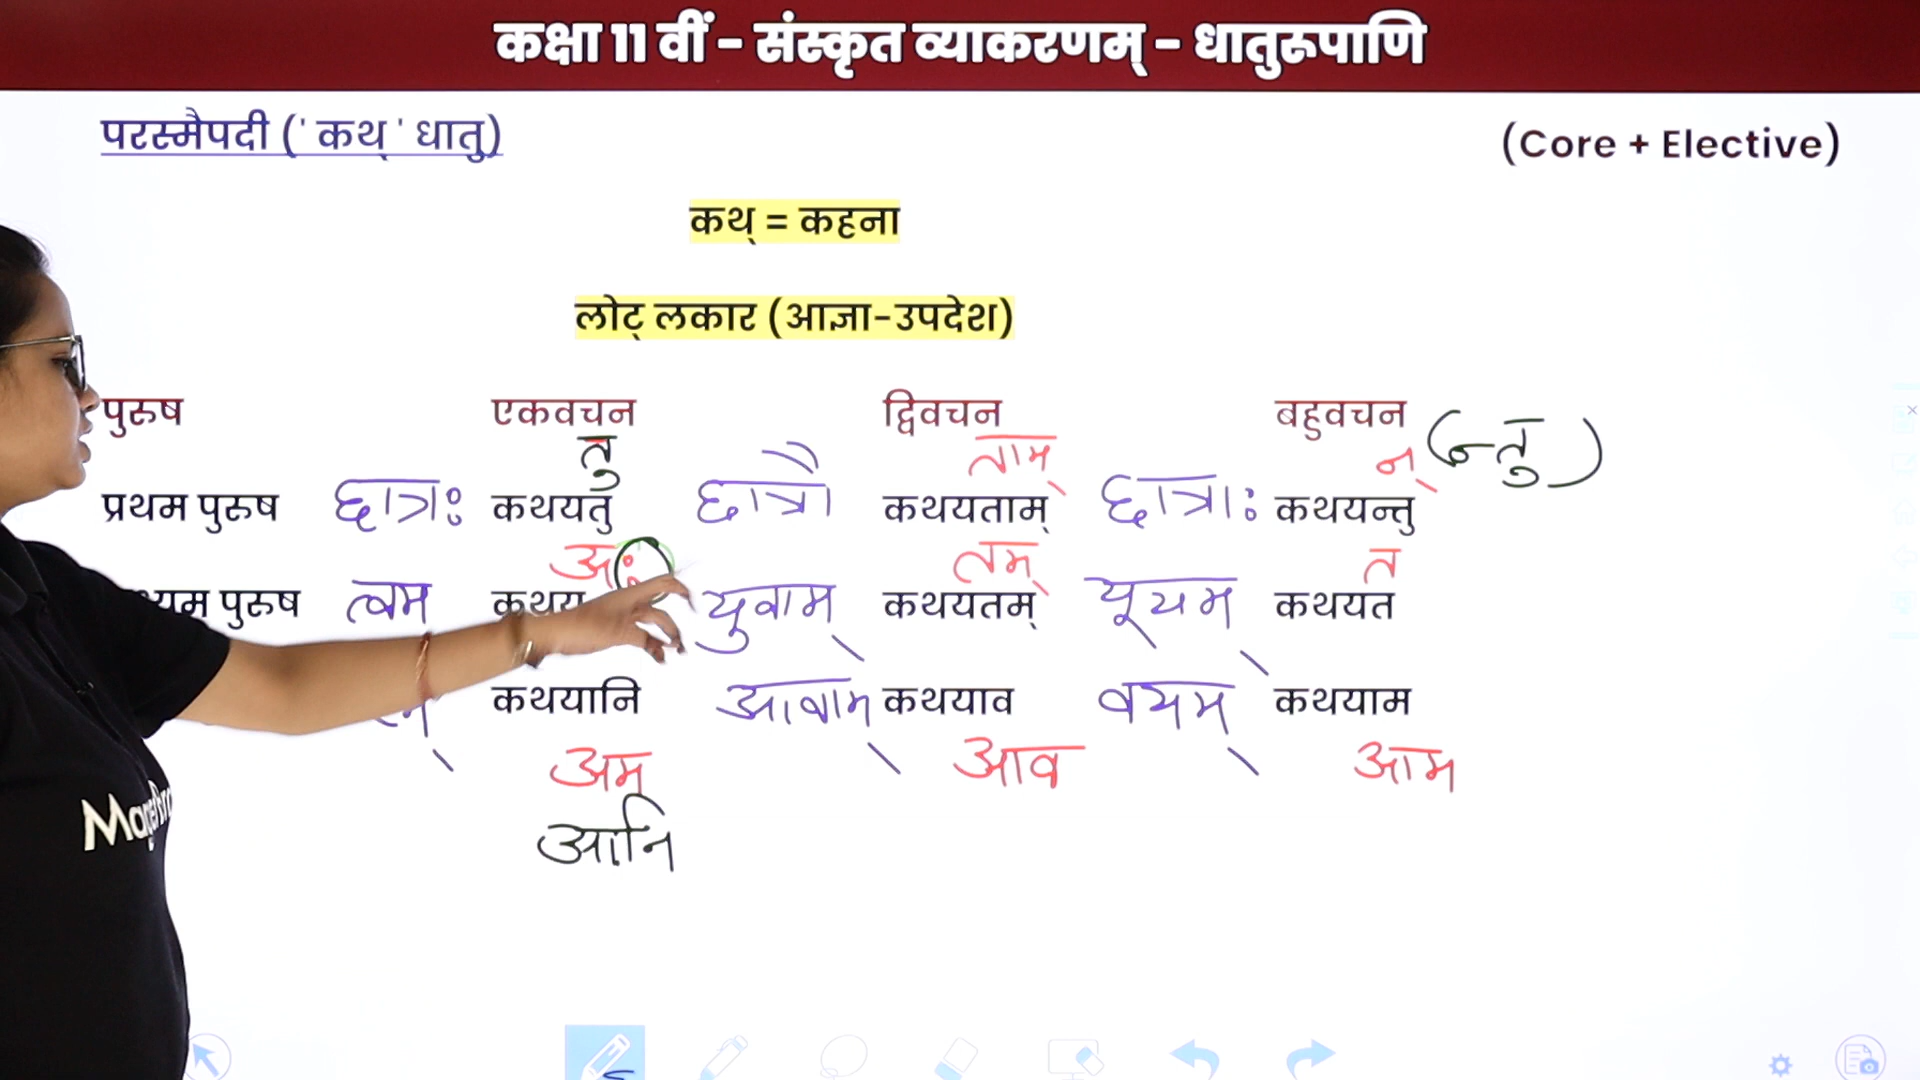 कक्षा 11 वीं - संस्कृत व्याकरणम् - धातुरूपाणि
परस्मैपदी (' कथ् ' धातु) (Core + Elective)
कथ् = कहना
लोट् लकार (आज्ञा-उपदेश)
पुरुष एकवचन द्विवचन बहुवचन
तु ताम् न् (न्तु)
प्रथम पुरुष छात्रः कथयतु छात्रौ कथयताम् छात्राः कथयन्तु
अः तम् त
पुरुष त्वम कथय युवाम् कथयतम् यूयम् कथयत
कथयानि आवाम् कथयाव वयम् कथयाम
अम आव आम
आनि